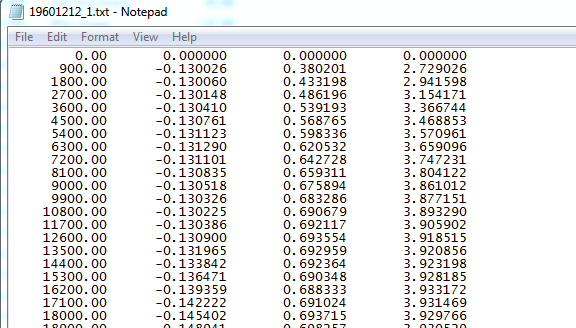 19601212_1.txt - Notepad
File Edit Format View Help
0.00 0.000000 0.000000 0.000000
900.00 -0.130026 0.380201 2.729026
1800.00 -0.130060 0.433198 2.941598
2700.00 -0.130148 0.486196 3.154171
3600.00 -0.130410 0.539193 3.366744
4500.00 -0.130761 0.568765 3.468853
5400.00 -0.131123 0.598336 3.570961
6300.00 -0.131290 0.620532 3.659096
7200.00 -0.131101 0.642728 3.747231
8100.00 -0.130835 0.659311 3.804122
9000.00 -0.130518 0.675894 3.861012
9900.00 -0.130326 0.683286 3.877151
10800.00 -0.130225 0.690679 3.893290
11700.00 -0.130386 0.692117 3.905902
12600.00 -0.130900 0.693554 3.918515
13500.00 -0.131965 0.692959 3.920856
14400.00 -0.133842 0.692364 3.923198
15300.00 -0.136471 0.690348 3.928185
16200.00 -0.139359 0.688333 3.933172
17100.00 -0.142222 0.691024 3.931469
18000.00 -0.145402 0.693715 3.929766